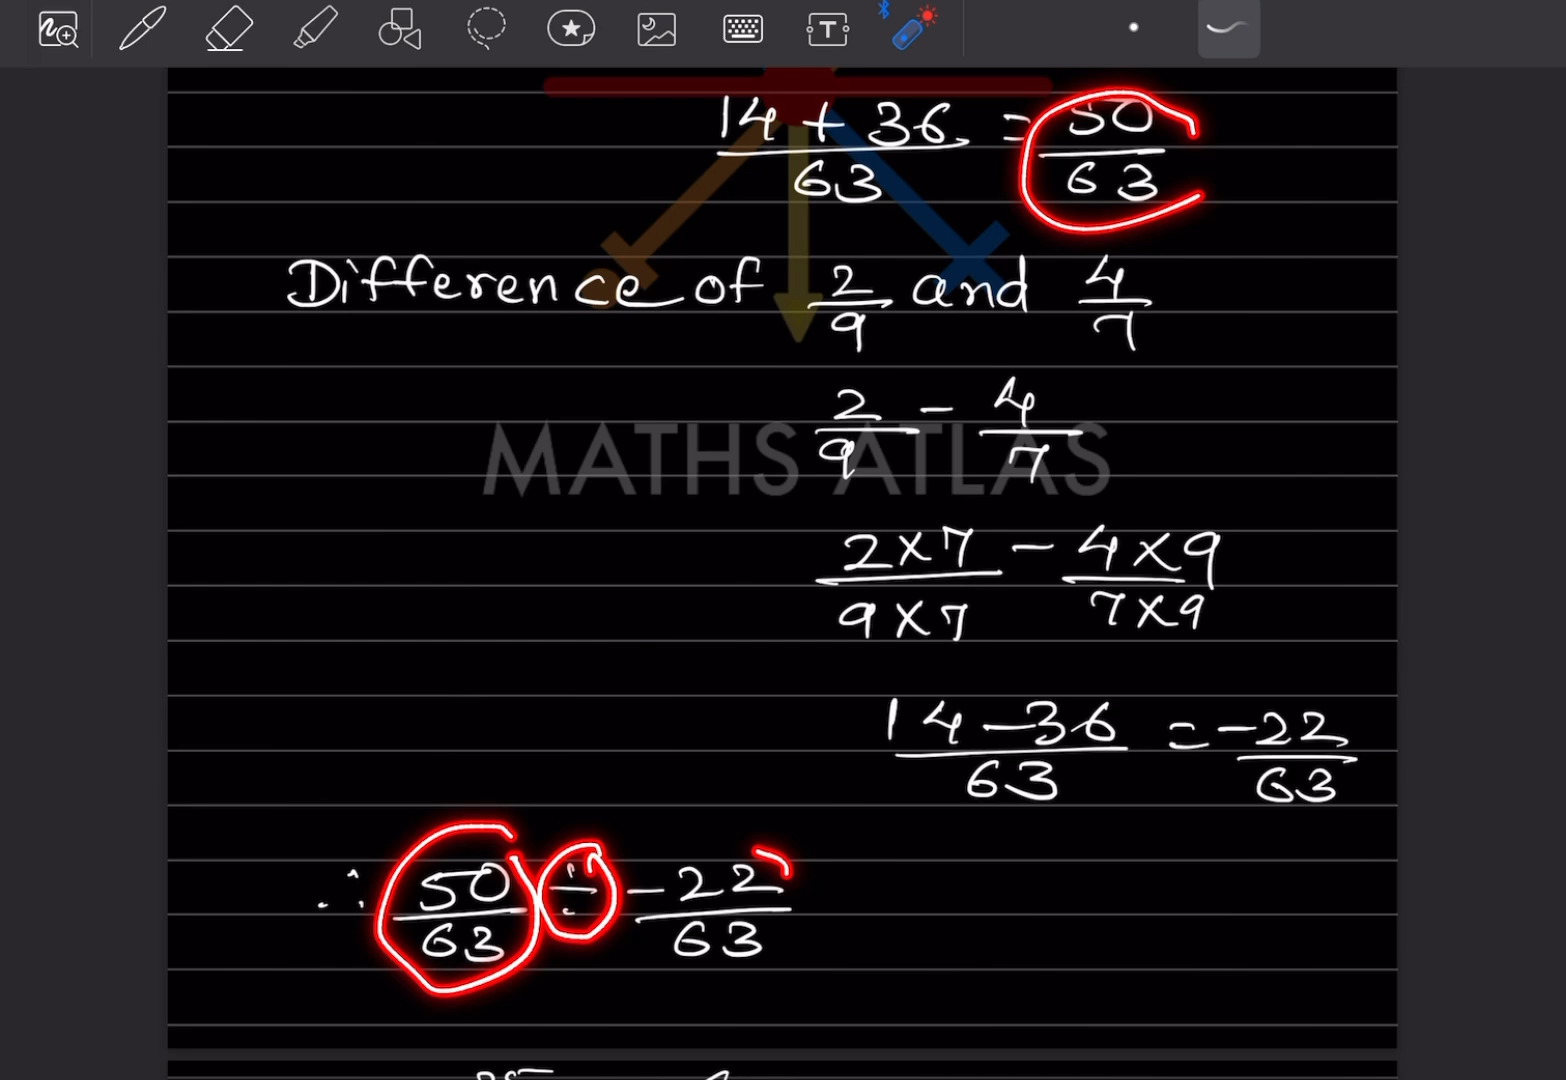 14 + 36 = 50
63 63
Difference of 2/9 and 4/7
2/9 - 4/7
MATHS ATLAS
2×7 - 4×9
9×7 7×9
14-36 = -22
63 63
∴ 50/63 ÷ -22/63